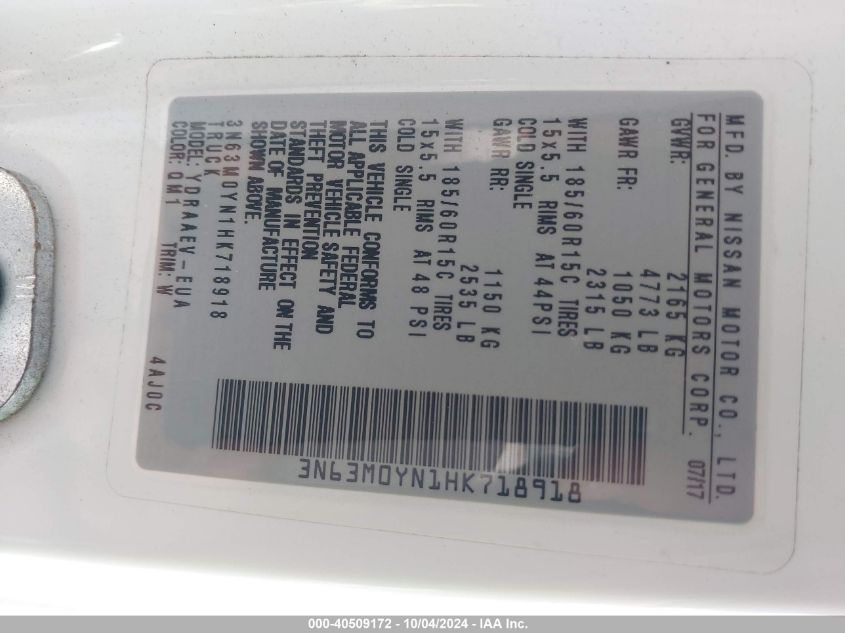 MFD. BY NISSAN MOTOR CO., LTD.
FOR GENERAL MOTORS CORP. 07/17
GVWR: 2165 KG
4773 LB
GAWR FR: 1050 KG
2315 LB
WITH 185/60R15C TIRES
15x5.5 RIMS AT 44PSI
COLD SINGLE
GAWR RR: 1150 KG
2535 LB
WITH 185/60R15C TIRES
15x5.5 RIMS AT 48 PSI
COLD SINGLE
THIS VEHICLE CONFORMS TO
ALL APPLICABLE FEDERAL
MOTOR VEHICLE SAFETY AND
THEFT PREVENTION
STANDARDS IN EFFECT ON THE
DATE OF MANUFACTURE
SHOWN ABOVE.
3N63M0YN1HK718918
TRUCK
MODEL: YDRAAEV-EUA
COLOR: QM1 TRIM: W 4AJ0C
3N63M0YN1HK718918
000-40509172 - 10/04/2024 - IAA Inc.